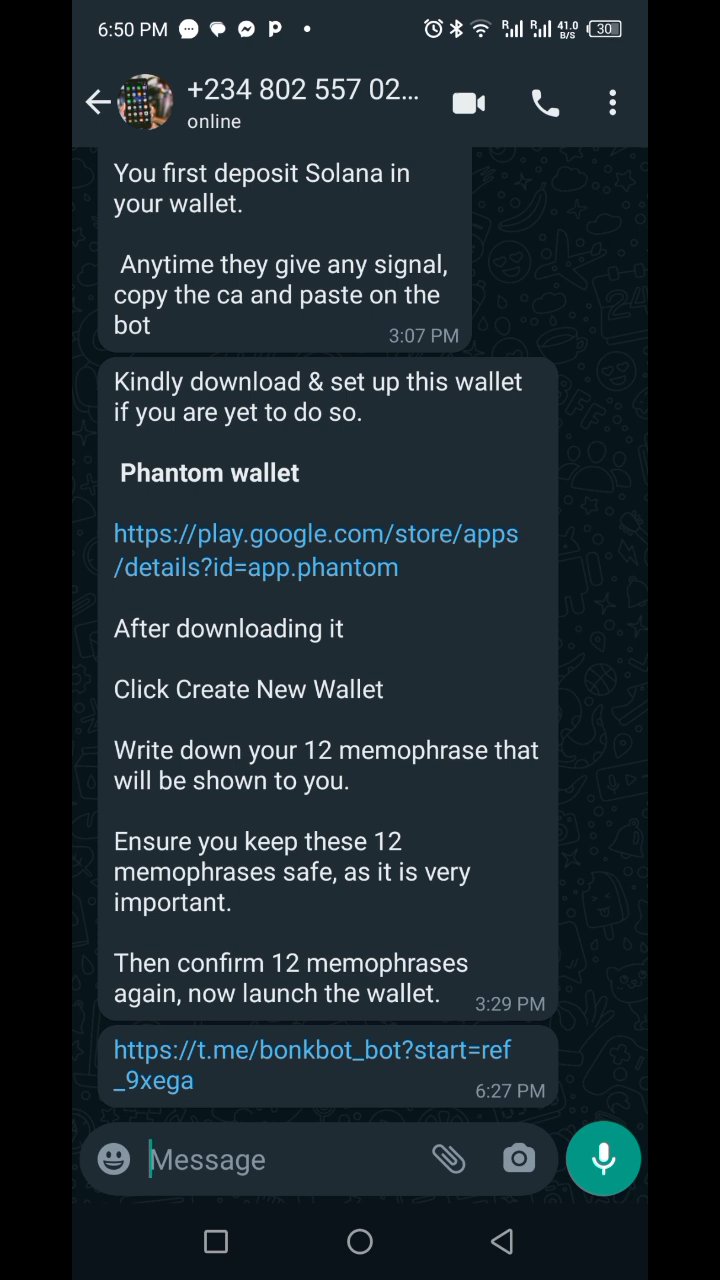 6:50 PM
41.0
B/S
30
+234 802 557 02...
online
You first deposit Solana in
your wallet.
Anytime they give any signal,
copy the ca and paste on the
bot
3:07 PM
Kindly download & set up this wallet
if you are yet to do so.
Phantom wallet
https://play.google.com/store/apps
/details?id=app.phantom
After downloading it
Click Create New Wallet
Write down your 12 memophrase that
will be shown to you.
Ensure you keep these 12
memophrases safe, as it is very
important.
Then confirm 12 memophrases
again, now launch the wallet.
3:29 PM
https://t.me/bonkbot_bot?start=ref
_9xega
6:27 PM
Message